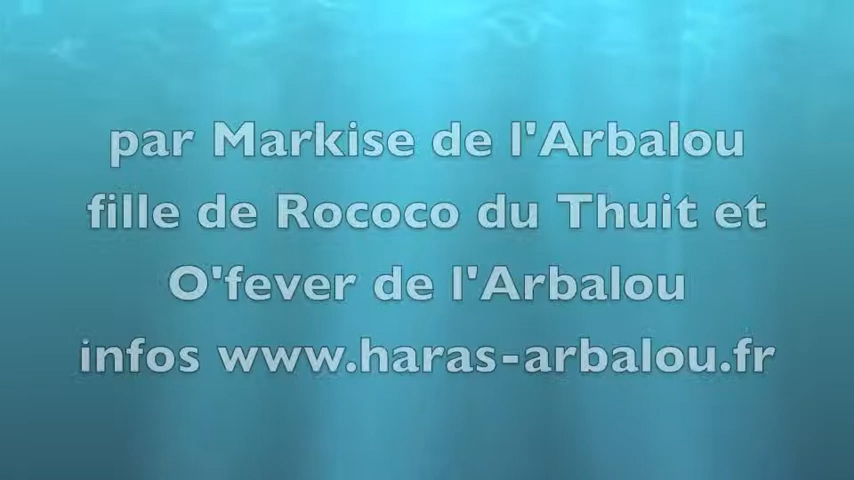 par Markise de l'Arbalou
fille de Rococo du Thuit et
O'fever de l'Arbalou
infos www.haras-arbalou.fr